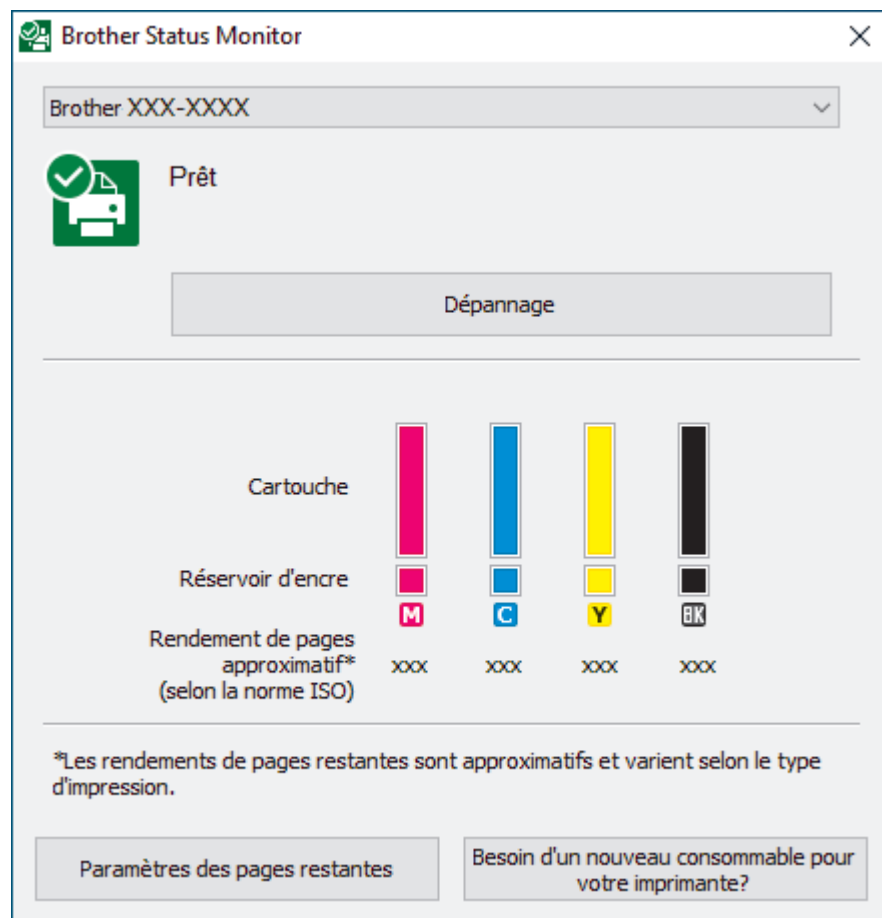 Brother Status Monitor
Brother XXX-XXXX
Prêt
Dépannage
Cartouche
Réservoir d'encre
M C Y BK
Rendement de pages
approximatif*
(selon la norme ISO)
xxx xxx xxx xxx
*Les rendements de pages restantes sont approximatifs et varient selon le type
d'impression.
Paramètres des pages restantes
Besoin d'un nouveau consommable pour
votre imprimante?